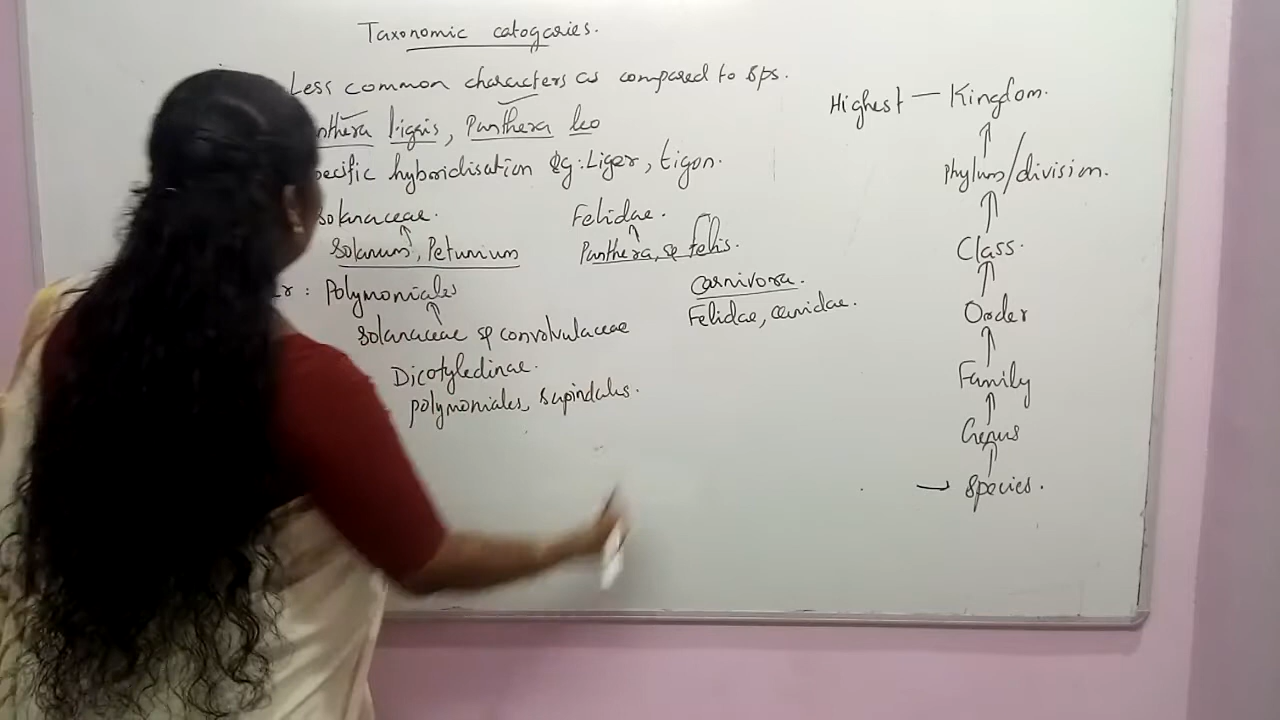 Taxonomic catogaries.
Less common characters as compared to sps.
nthera tigris, Panthera leo
pecific hybridisation eg: Liger, tigon.
Solanaceae.
Felidae.
Solanum, Petunium
Panthera, felis.
r : Polymoniales
Carnivora.
Solanaceae convolvulaceae
Felidae, canidae.
Dicotyledinae.
polymoniales, sapindales.
Highest — Kingdom.
↑
Phylum/division.
↑
Class.
↑
Order
↑
Family
↑
Genus
↑
→ Species.